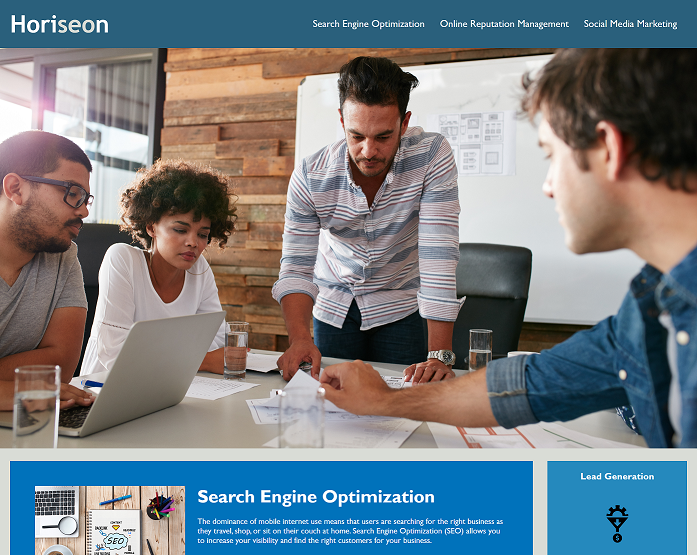 Horiseon
Search Engine Optimization
Online Reputation Management
Social Media Marketing
Search Engine Optimization
The dominance of mobile internet use means that users are searching for the right business as
they travel, shop, or sit on their couch at home. Search Engine Optimization (SEO) allows you
to increase your visibility and find the right customers for your business.
SEO
Lead Generation